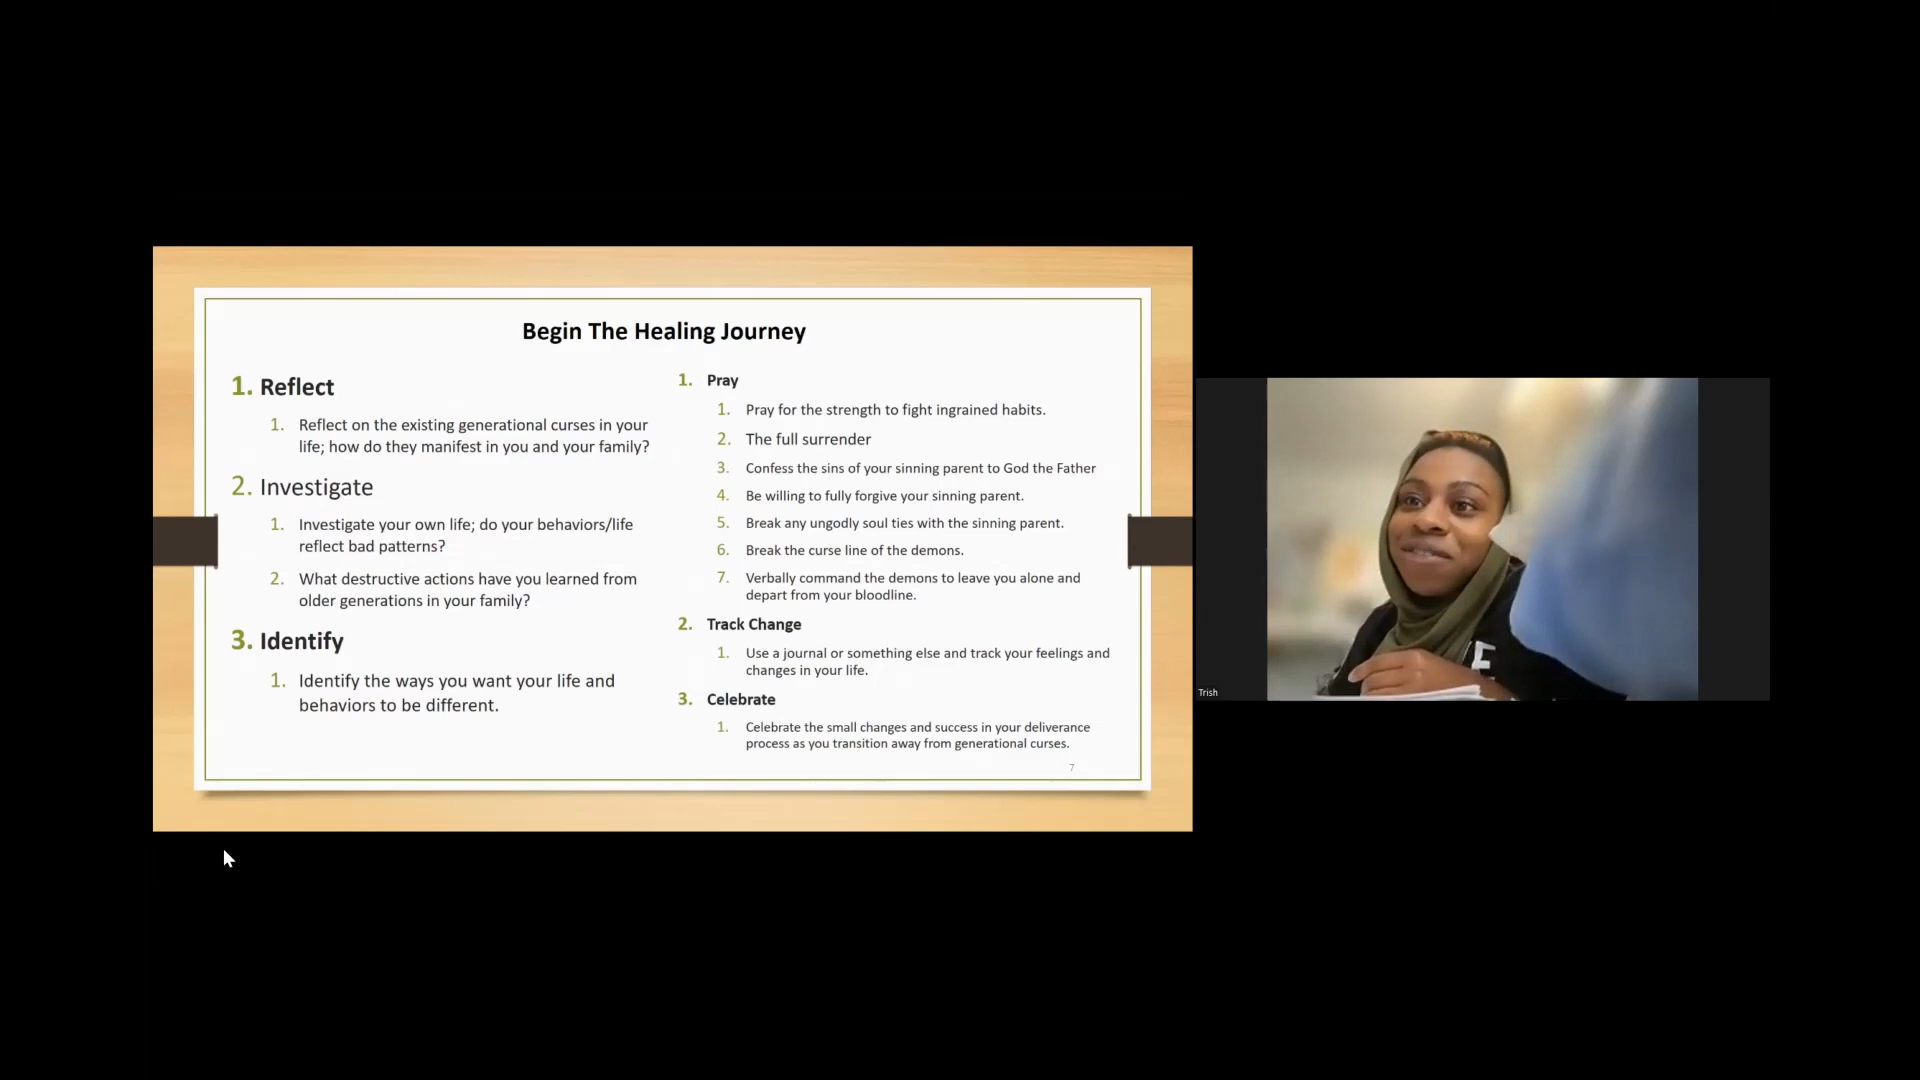 Begin The Healing Journey
1. Reflect
1. Reflect on the existing generational curses in your
life; how do they manifest in you and your family?
2. Investigate
1. Investigate your own life; do your behaviors/life
reflect bad patterns?
2. What destructive actions have you learned from
older generations in your family?
3. Identify
1. Identify the ways you want your life and
behaviors to be different.
1. Pray
1. Pray for the strength to fight ingrained habits.
2. The full surrender
3. Confess the sins of your sinning parent to God the Father
4. Be willing to fully forgive your sinning parent.
5. Break any ungodly soul ties with the sinning parent.
6. Break the curse line of the demons.
7. Verbally command the demons to leave you alone and
depart from your bloodline.
2. Track Change
1. Use a journal or something else and track your feelings and
changes in your life.
3. Celebrate
1. Celebrate the small changes and success in your deliverance
process as you transition away from generational curses.
7
Trish